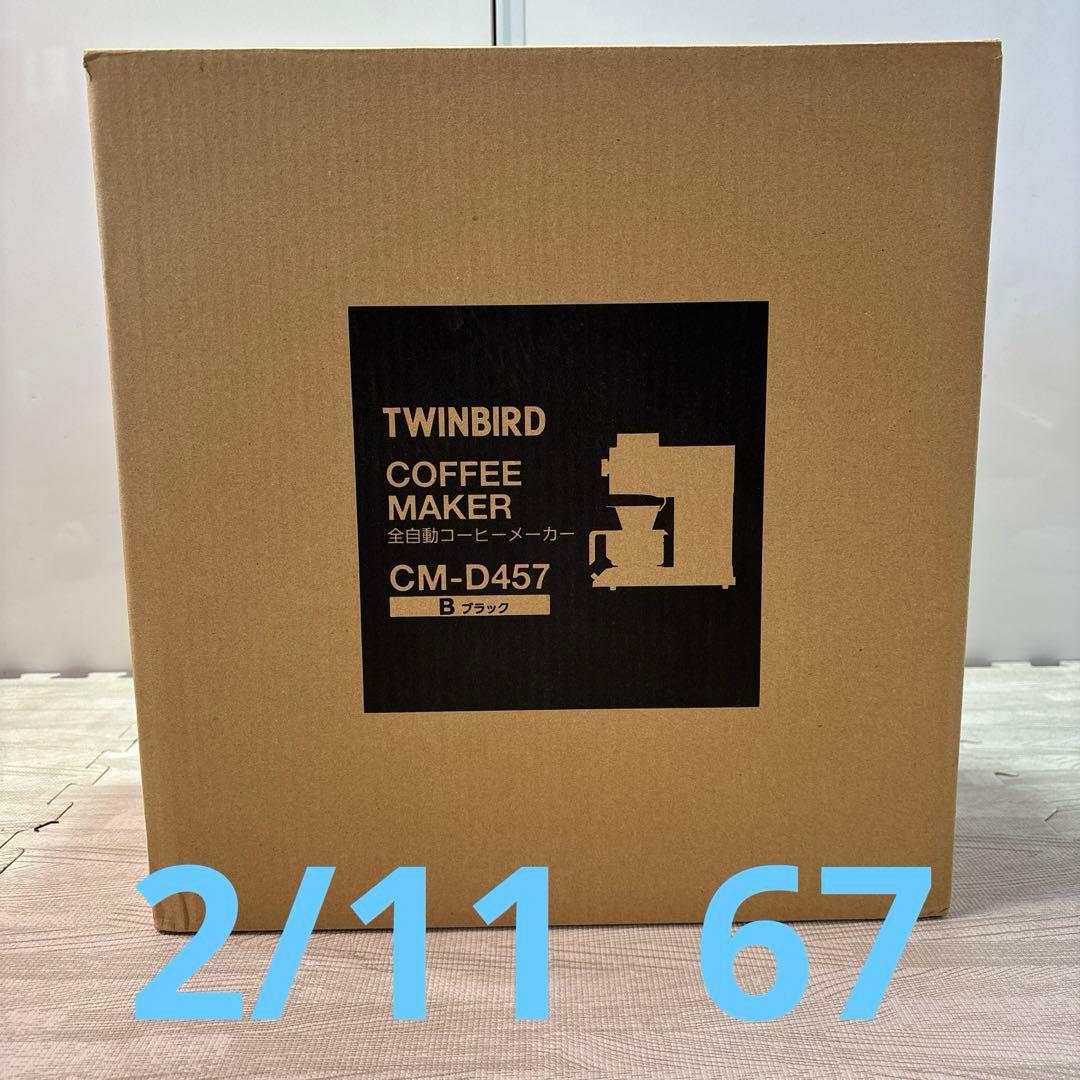 TWINBIRD
COFFEE
MAKER
全自動コーヒーメーカー
CM-D457
B ブラック
2/11 67